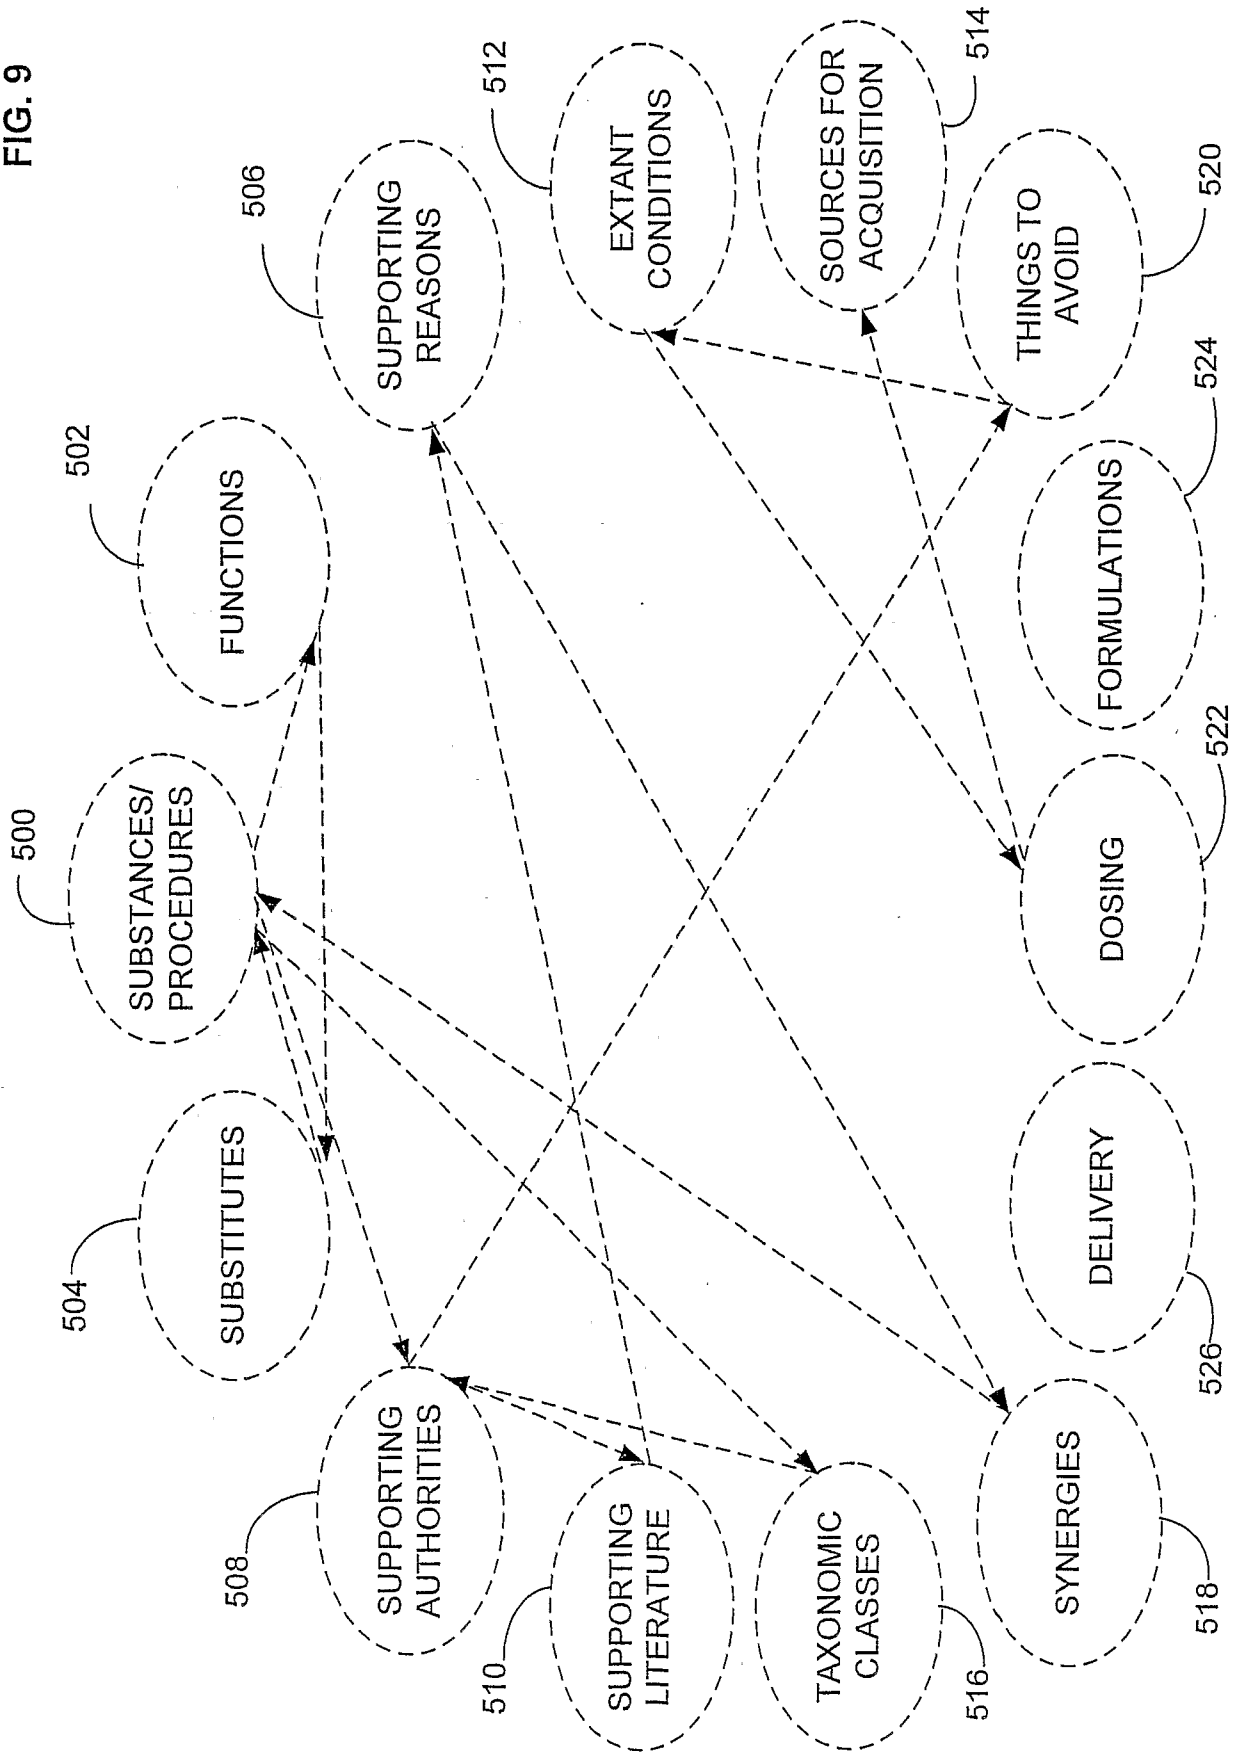 FIG. 9
500
SUBSTANCES/
PROCEDURES
504
SUBSTITUTES
502
FUNCTIONS
508
SUPPORTING
AUTHORITIES
506
SUPPORTING
REASONS
510
SUPPORTING
LITERATURE
512
EXTANT
CONDITIONS
516
TAXONOMIC
CLASSES
514
SOURCES FOR
ACQUISITION
518
SYNERGIES
520
THINGS TO
AVOID
526
DELIVERY
522
DOSING
524
FORMULATIONS